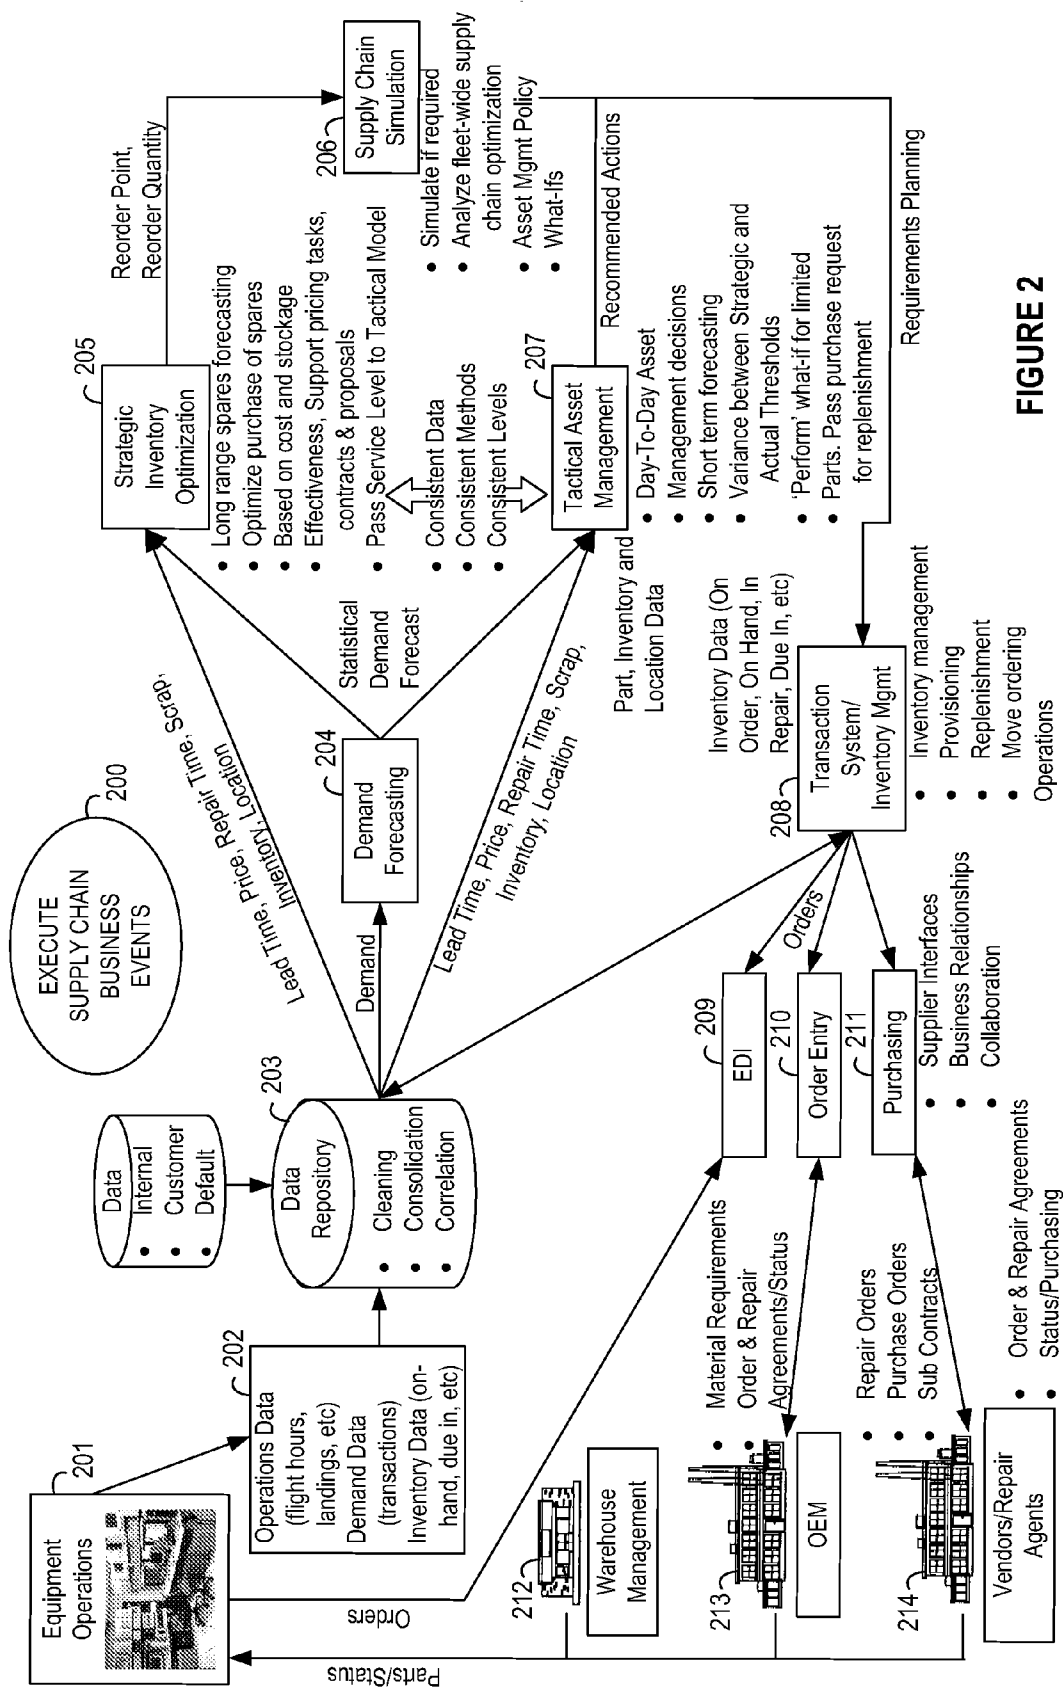 EXECUTE
SUPPLY CHAIN
BUSINESS
EVENTS
200
201
Equipment
Operations
202
Operations Data
(flight hours,
landings, etc)
Demand Data
(transactions)
Inventory Data (on-
hand, due in, etc)
Data
• Internal
• Customer
• Default
203
Data
Repository
• Cleaning
• Consolidation
• Correlation
Lead Time, Price, Repair Time, Scrap,
Inventory, Location
Demand
204
Demand
Forecasting
Statistical
Demand
Forecast
Lead Time, Price, Repair Time, Scrap,
Inventory, Location
205
Strategic
Inventory
Optimization
Reorder Point,
Reorder Quantity
• Long range spares forecasting
• Optimize purchase of spares
• Based on cost and stockage
• Effectiveness, Support pricing tasks,
contracts & proposals
• Pass Service Level to Tactical Model
• Consistent Data
• Consistent Methods
• Consistent Levels
206
Supply Chain
Simulation
• Simulate if required
• Analyze fleet-wide supply
chain optimization
• Asset Mgmt Policy
• What-Ifs
207
Tactical Asset
Management
Recommended Actions
Part, Inventory and
Location Data
• Day-To-Day Asset
• Management decisions
• Short term forecasting
• Variance between Strategic and
Actual Thresholds
• 'Perform' what-if for limited
• Parts. Pass purchase request
for replenishment
Requirements Planning
Inventory Data (On
Order, On Hand, In
Repair, Due In, etc)
208
Transaction
System/
Inventory Mgmt
• Inventory management
• Provisioning
• Replenishment
• Move ordering
Operations
Orders
209
EDI
210
Order Entry
211
Purchasing
• Supplier Interfaces
• Business Relationships
• Collaboration
Orders
Parts/Status
212
Warehouse
Management
• Material Requirements
• Order & Repair
Agreements/Status
213
OEM
• Repair Orders
• Purchase Orders
• Sub Contracts
214
Vendors/Repair
Agents
• Order & Repair Agreements
• Status/Purchasing
FIGURE 2